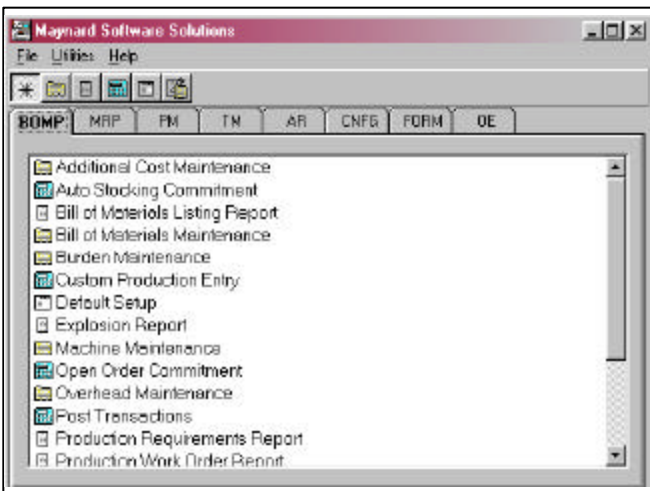 Maynard Software Solutions
File Utilities Help
BOMP MRP PM TM AR CNFG FORM OE
Additional Cost Maintenance
Auto Stocking Commitment
Bill of Materials Listing Report
Bill of Materials Maintenance
Burden Maintenance
Custom Production Entry
Default Setup
Explosion Report
Machine Maintenance
Open Order Commitment
Overhead Maintenance
Post Transactions
Production Requirements Report
Production Work Order Report